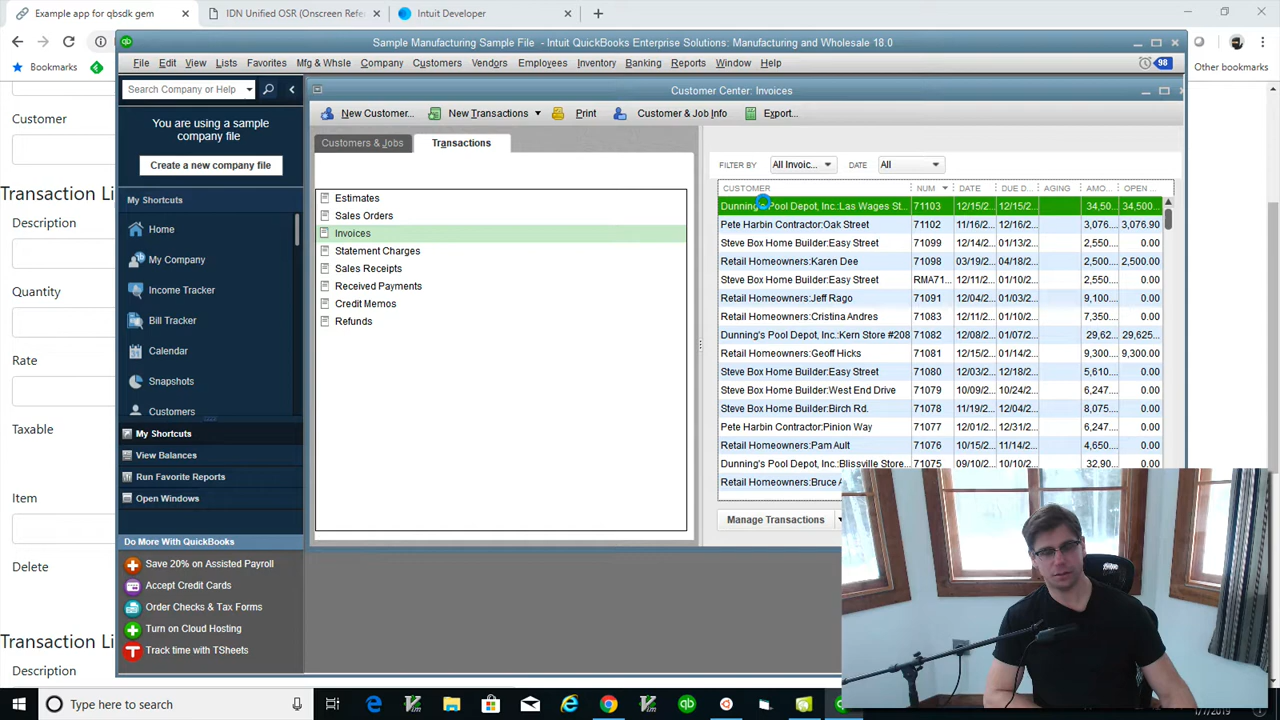 Example app for qbsdk gem
IDN Unified OSR (Onscreen Refe
Intuit Developer
Bookmarks
Other bookmarks
Sample Manufacturing Sample File - Intuit QuickBooks Enterprise Solutions: Manufacturing and Wholesale 18.0
File Edit View Lists Favorites Mfg & Whsle Company Customers Vendors Employees Inventory Banking Reports Window Help
98
Search Company or Help
Customer Center: Invoices
You are using a sample
company file
Create a new company file
New Customer...
New Transactions
Print
Customer & Job Info
Export...
Customers & Jobs
Transactions
FILTER BY
All Invoic...
DATE
All
My Shortcuts
Home
My Company
Income Tracker
Bill Tracker
Calendar
Snapshots
Customers
My Shortcuts
View Balances
Run Favorite Reports
Open Windows
Do More With QuickBooks
Save 20% on Assisted Payroll
Accept Credit Cards
Order Checks & Tax Forms
Turn on Cloud Hosting
Track time with TSheets
Estimates
Sales Orders
Invoices
Statement Charges
Sales Receipts
Received Payments
Credit Memos
Refunds
CUSTOMER NUM DATE DUE D... AGING AMO... OPEN ...
Pool Depot, Inc.:Las Wages St... 71103 12/15/2... 12/15/2... 34,50... 34,500...
Pete Harbin Contractor:Oak Street 71102 11/16/2... 12/16/2... 3,076.... 3,076.90
Steve Box Home Builder:Easy Street 71099 12/14/2... 01/13/2... 2,550.... 0.00
Retail Homeowners:Karen Dee 71098 03/19/2... 04/18/2... 2,500.... 2,500.00
Steve Box Home Builder:Easy Street RMA71... 12/11/2... 01/10/2... 2,550.... 0.00
Retail Homeowners:Jeff Rago 71091 12/04/2... 01/03/2... 9,100.... 0.00
Retail Homeowners:Cristina Andres 71083 12/11/2... 01/10/2... 7,350.... 0.00
Dunning's Pool Depot, Inc.:Kern Store #208 71082 12/08/2... 01/07/2... 29,62... 29,625...
Retail Homeowners:Geoff Hicks 71081 12/15/2... 01/14/2... 9,300.... 9,300.00
Steve Box Home Builder:Easy Street 71080 12/03/2... 12/18/2... 5,610.... 0.00
Steve Box Home Builder:West End Drive 71079 10/09/2... 10/24/2... 6,247.... 0.00
Steve Box Home Builder:Birch Rd. 71078 11/19/2... 12/04/2... 8,075.... 0.00
Pete Harbin Contractor:Pinion Way 71077 12/01/2... 12/31/2... 6,247.... 0.00
Retail Homeowners:Pam Ault 71076 10/15/2... 11/14/2... 4,650.... 0.00
Dunning's Pool Depot, Inc.:Blissville Store... 71075 09/10/2... 10/10/2... 32,90... 0.00
Retail Homeowners:Bruce A
Manage Transactions
Customer
Transaction Li
Description
Quantity
Rate
Taxable
Item
Delete
Transaction Li
Description
Type here to search
1/7/2019